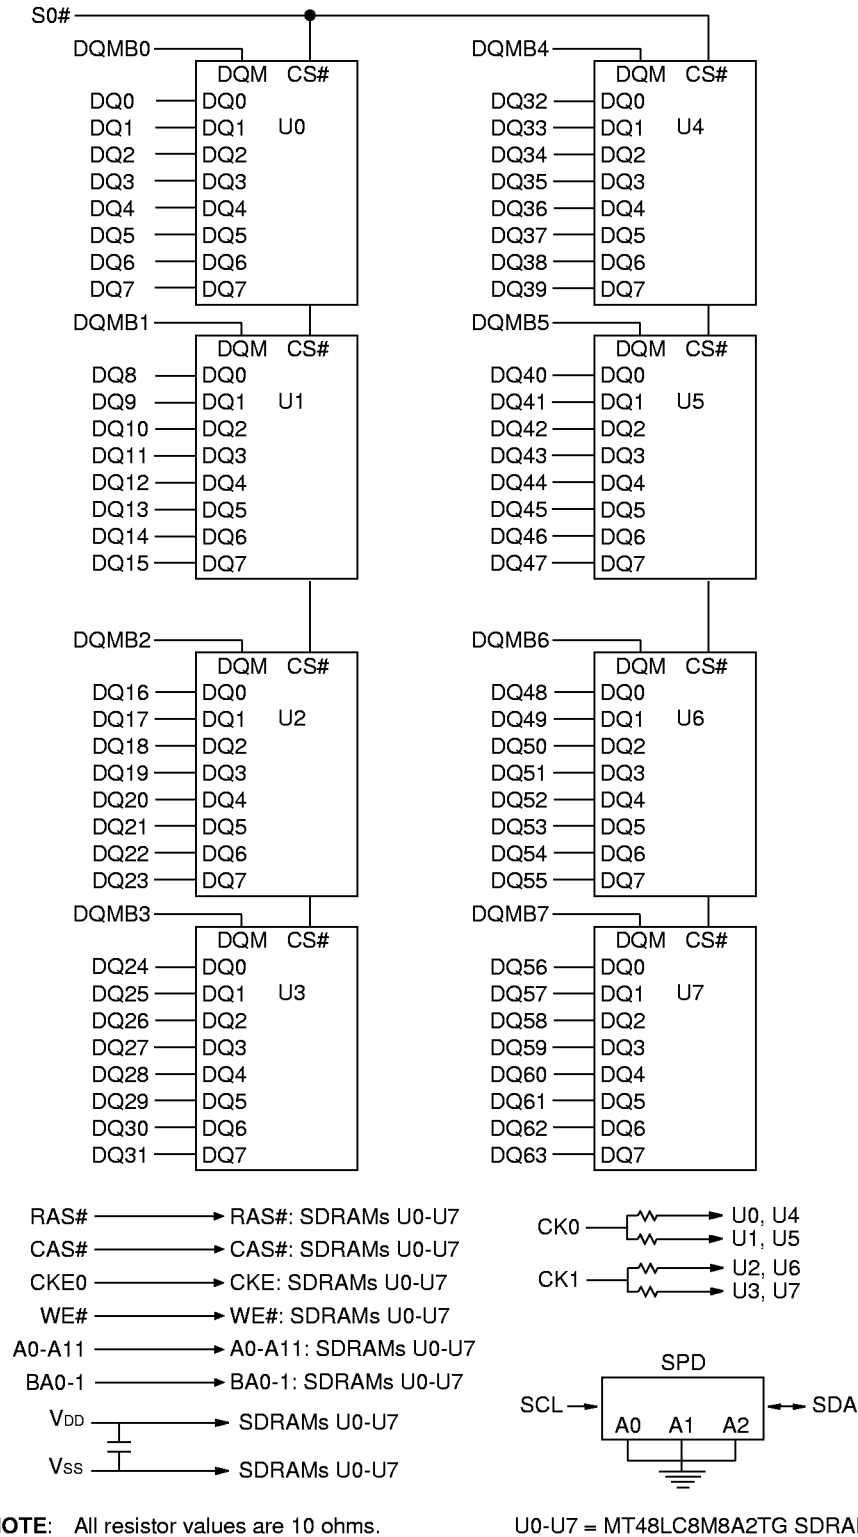 S0#
DQMB0
DQM CS#
DQ0 DQ0
DQ1 DQ1 U0
DQ2 DQ2
DQ3 DQ3
DQ4 DQ4
DQ5 DQ5
DQ6 DQ6
DQ7 DQ7
DQMB1
DQM CS#
DQ8 DQ0
DQ9 DQ1 U1
DQ10 DQ2
DQ11 DQ3
DQ12 DQ4
DQ13 DQ5
DQ14 DQ6
DQ15 DQ7
DQMB2
DQM CS#
DQ16 DQ0
DQ17 DQ1 U2
DQ18 DQ2
DQ19 DQ3
DQ20 DQ4
DQ21 DQ5
DQ22 DQ6
DQ23 DQ7
DQMB3
DQM CS#
DQ24 DQ0
DQ25 DQ1 U3
DQ26 DQ2
DQ27 DQ3
DQ28 DQ4
DQ29 DQ5
DQ30 DQ6
DQ31 DQ7
DQMB4
DQM CS#
DQ32 DQ0
DQ33 DQ1 U4
DQ34 DQ2
DQ35 DQ3
DQ36 DQ4
DQ37 DQ5
DQ38 DQ6
DQ39 DQ7
DQMB5
DQM CS#
DQ40 DQ0
DQ41 DQ1 U5
DQ42 DQ2
DQ43 DQ3
DQ44 DQ4
DQ45 DQ5
DQ46 DQ6
DQ47 DQ7
DQMB6
DQM CS#
DQ48 DQ0
DQ49 DQ1 U6
DQ50 DQ2
DQ51 DQ3
DQ52 DQ4
DQ53 DQ5
DQ54 DQ6
DQ55 DQ7
DQMB7
DQM CS#
DQ56 DQ0
DQ57 DQ1 U7
DQ58 DQ2
DQ59 DQ3
DQ60 DQ4
DQ61 DQ5
DQ62 DQ6
DQ63 DQ7
RAS# RAS#: SDRAMs U0-U7
CAS# CAS#: SDRAMs U0-U7
CKE0 CKE: SDRAMs U0-U7
WE# WE#: SDRAMs U0-U7
A0-A11 A0-A11: SDRAMs U0-U7
BA0-1 BA0-1: SDRAMs U0-U7
VDD SDRAMs U0-U7
VSS SDRAMs U0-U7
CK0 U0, U4
U1, U5
CK1 U2, U6
U3, U7
SPD
SCL SDA
A0 A1 A2
OTE: All resistor values are 10 ohms.
U0-U7 = MT48LC8M8A2TG SDRA